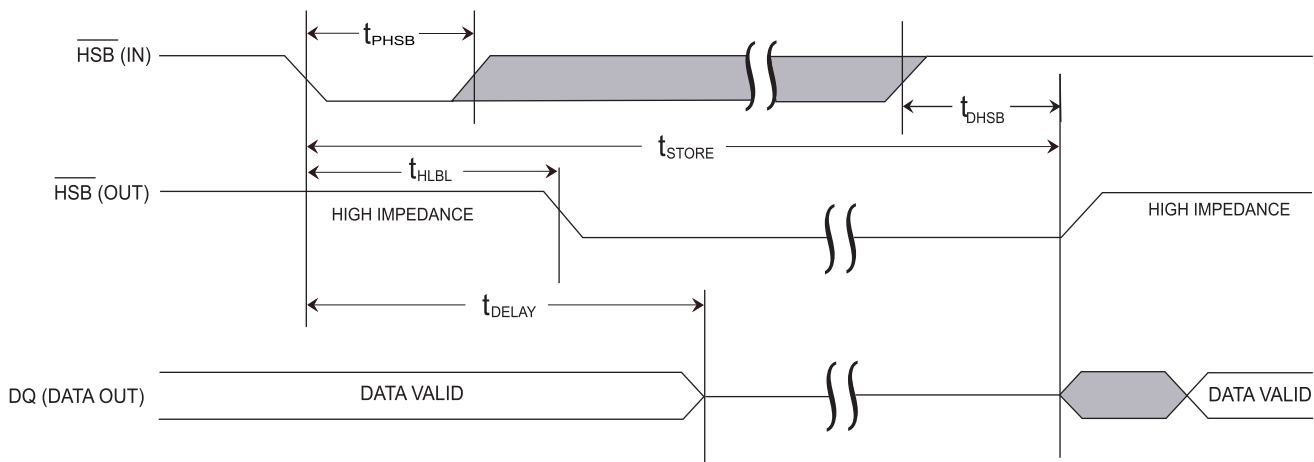 tPHSB
HSB (IN)
tDHSB
tSTORE
tHLBL
HSB (OUT)
HIGH IMPEDANCE
HIGH IMPEDANCE
tDELAY
DQ (DATA OUT)
DATA VALID
DATA VALID